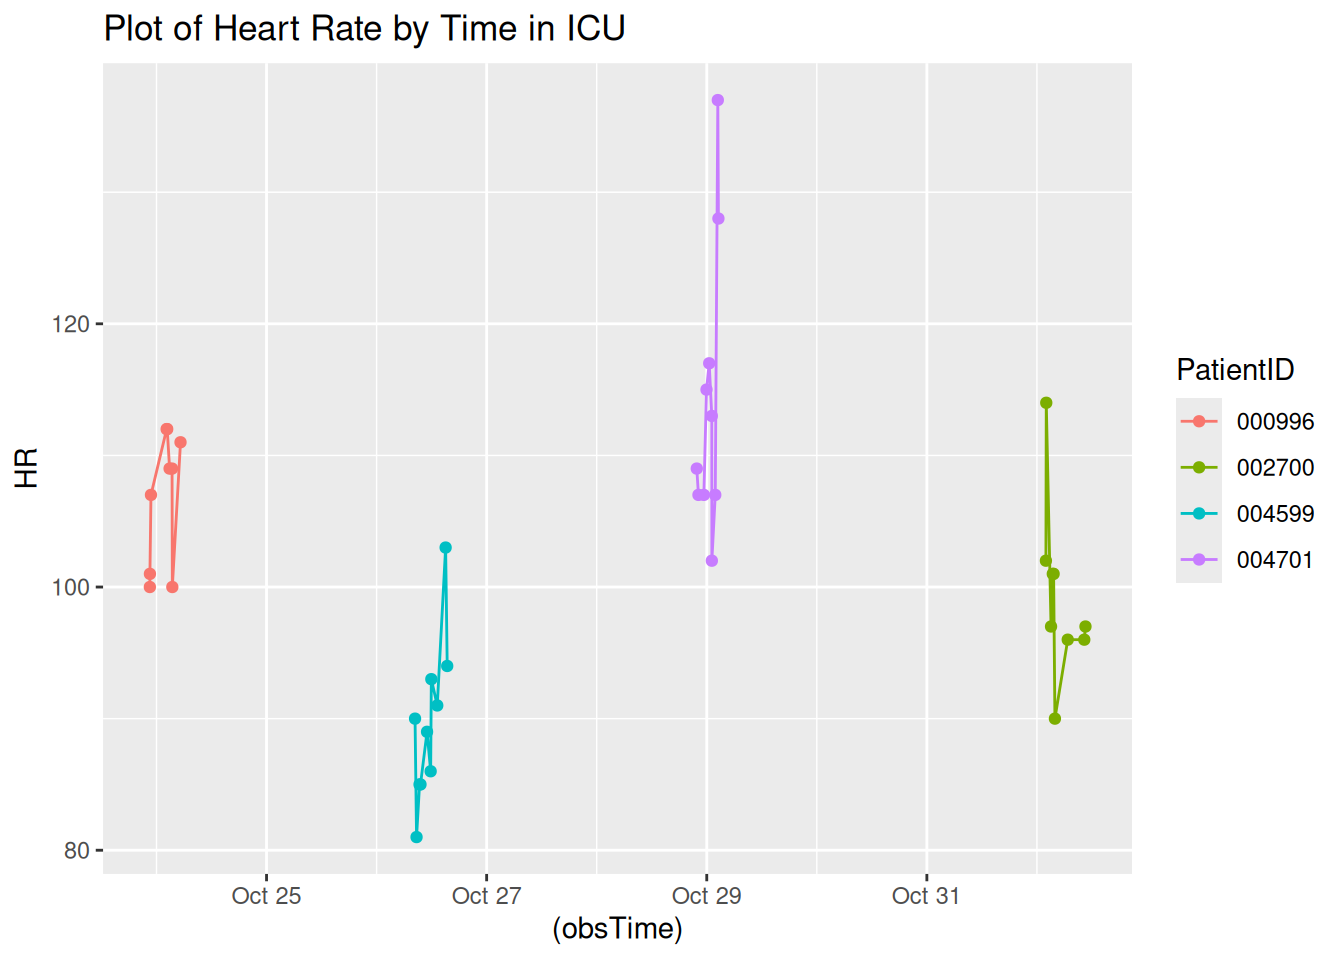 Plot of Heart Rate by Time in ICU
HR
120
100
80
Oct 25
Oct 27
Oct 29
Oct 31
(obsTime)
PatientID
000996
002700
004599
004701